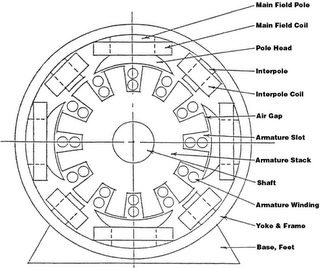 Main Field Pole
Main Field Coil
Pole Head
Interpole
Interpole Coil
Air Gap
Armature Slot
Armature Stack
Shaft
Armature Winding
Yoke & Frame
Base, Feet